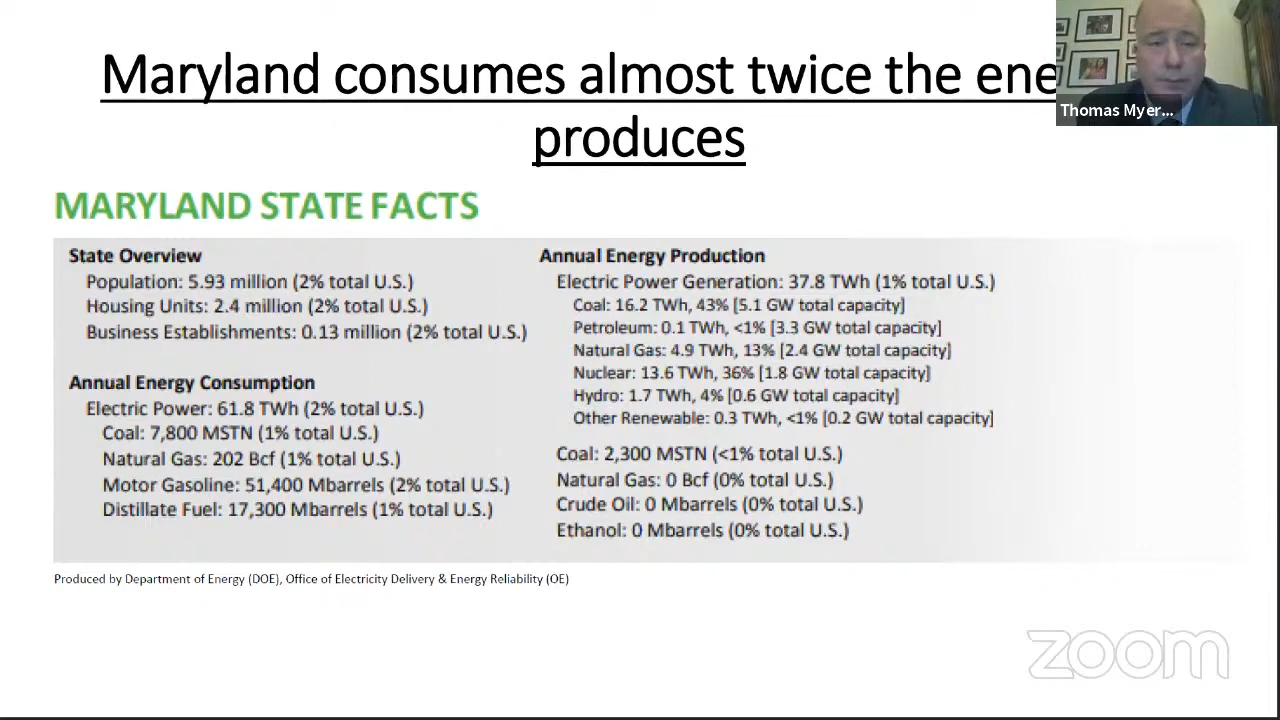 Maryland consumes almost twice the ene
produces
Thomas Myer...
MARYLAND STATE FACTS
State Overview
Population: 5.93 million (2% total U.S.)
Housing Units: 2.4 million (2% total U.S.)
Business Establishments: 0.13 million (2% total U.S.)
Annual Energy Consumption
Electric Power: 61.8 TWh (2% total U.S.)
Coal: 7,800 MSTN (1% total U.S.)
Natural Gas: 202 Bcf (1% total U.S.)
Motor Gasoline: 51,400 Mbarrels (2% total U.S.)
Distillate Fuel: 17,300 Mbarrels (1% total U.S.)
Annual Energy Production
Electric Power Generation: 37.8 TWh (1% total U.S.)
Coal: 16.2 TWh, 43% [5.1 GW total capacity]
Petroleum: 0.1 TWh, <1% [3.3 GW total capacity]
Natural Gas: 4.9 TWh, 13% [2.4 GW total capacity]
Nuclear: 13.6 TWh, 36% [1.8 GW total capacity]
Hydro: 1.7 TWh, 4% [0.6 GW total capacity]
Other Renewable: 0.3 TWh, <1% [0.2 GW total capacity]
Coal: 2,300 MSTN (<1% total U.S.)
Natural Gas: 0 Bcf (0% total U.S.)
Crude Oil: 0 Mbarrels (0% total U.S.)
Ethanol: 0 Mbarrels (0% total U.S.)
Produced by Department of Energy (DOE), Office of Electricity Delivery & Energy Reliability (OE)
zoom